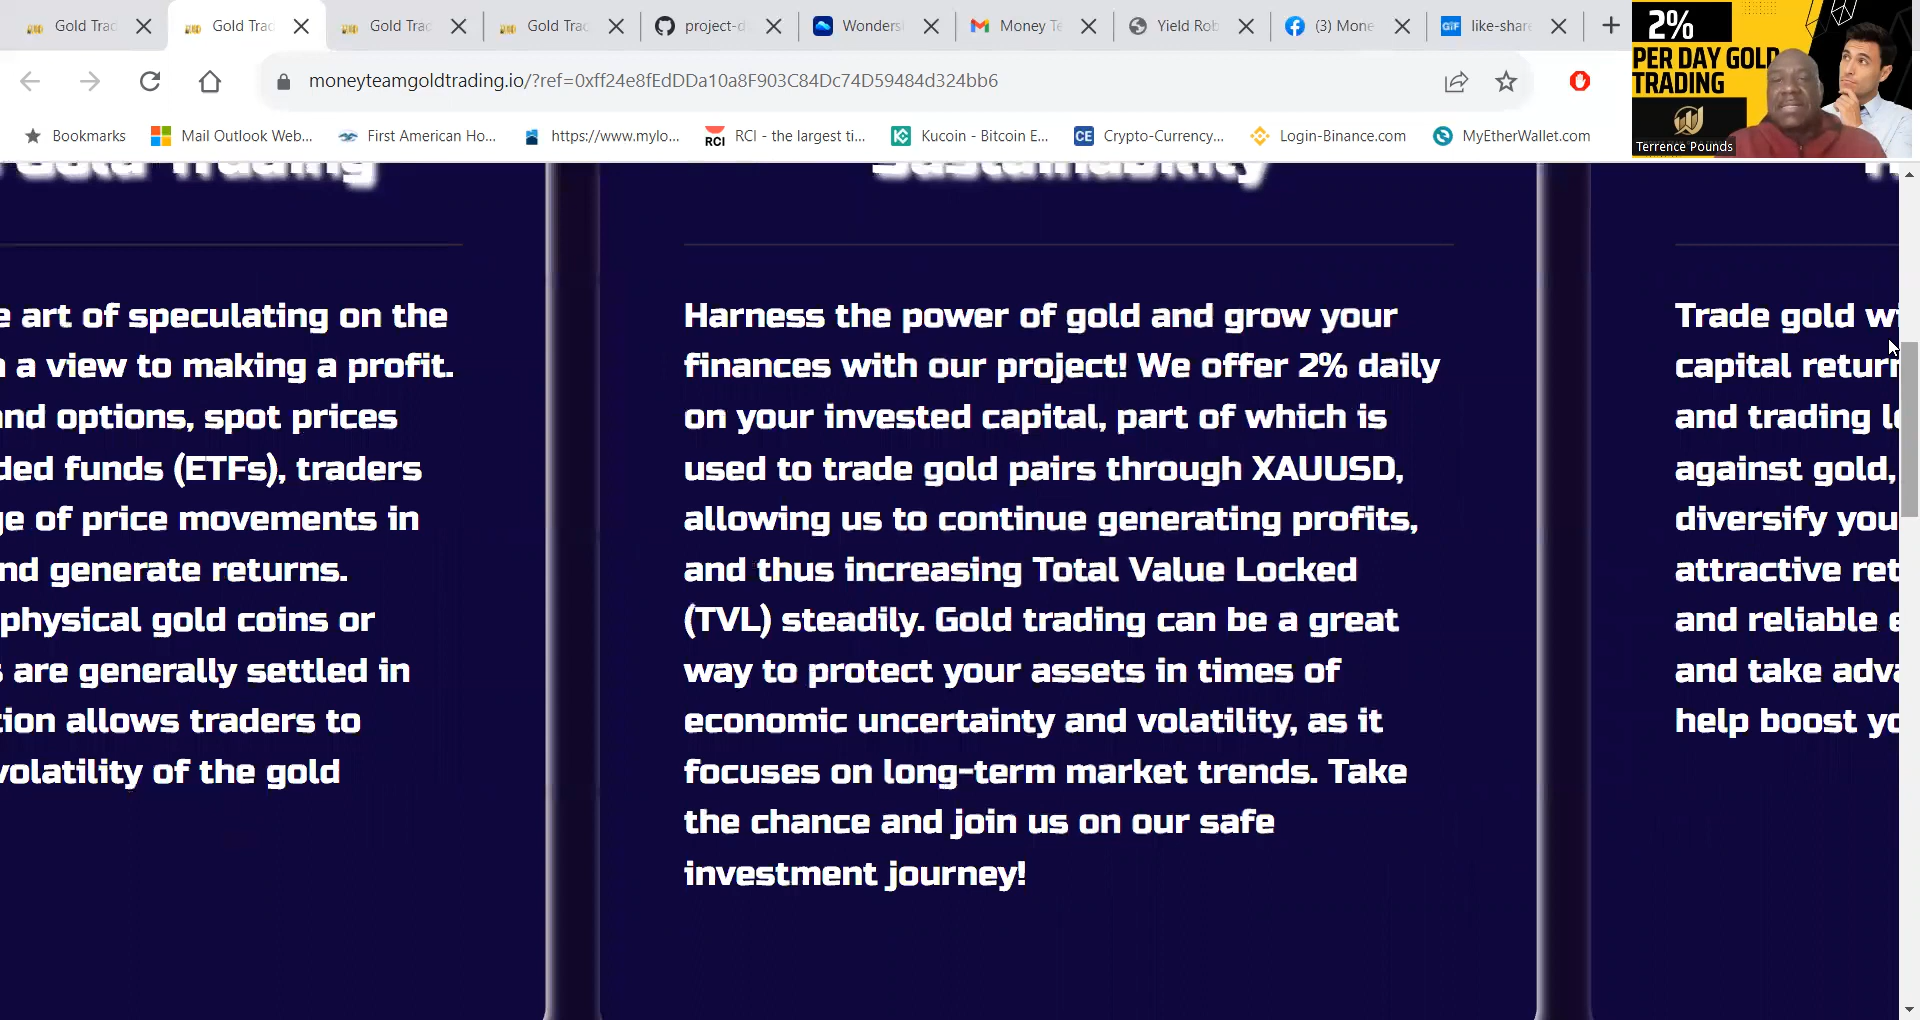 Gold Trac
Gold Trac
Gold Trac
Gold Trac
project-d
Wonders
Money Te
Yield Rob
(3) Mone
like-share
moneyteamgoldtrading.io/?ref=0xff24e8fEdDDa10a8F903C84Dc74D59484d324bb6
Bookmarks
Mail Outlook Web...
First American Ho...
https://www.mylo...
RCI - the largest ti...
Kucoin - Bitcoin E...
Crypto-Currency...
Login-Binance.com
MyEtherWallet.com
2%
PER DAY GOLD
TRADING
Terrence Pounds
Gold Trading
e art of speculating on the
a view to making a profit.
and options, spot prices
ded funds (ETFs), traders
ge of price movements in
nd generate returns.
physical gold coins or
s are generally settled in
tion allows traders to
volatility of the gold
Sustainability
Harness the power of gold and grow your
finances with our project! We offer 2% daily
on your invested capital, part of which is
used to trade gold pairs through XAUUSD,
allowing us to continue generating profits,
and thus increasing Total Value Locked
(TVL) steadily. Gold trading can be a great
way to protect your assets in times of
economic uncertainty and volatility, as it
focuses on long-term market trends. Take
the chance and join us on our safe
investment journey!
Trade gold wi
capital return
and trading le
against gold,
diversify you
attractive ret
and reliable e
and take adva
help boost yo